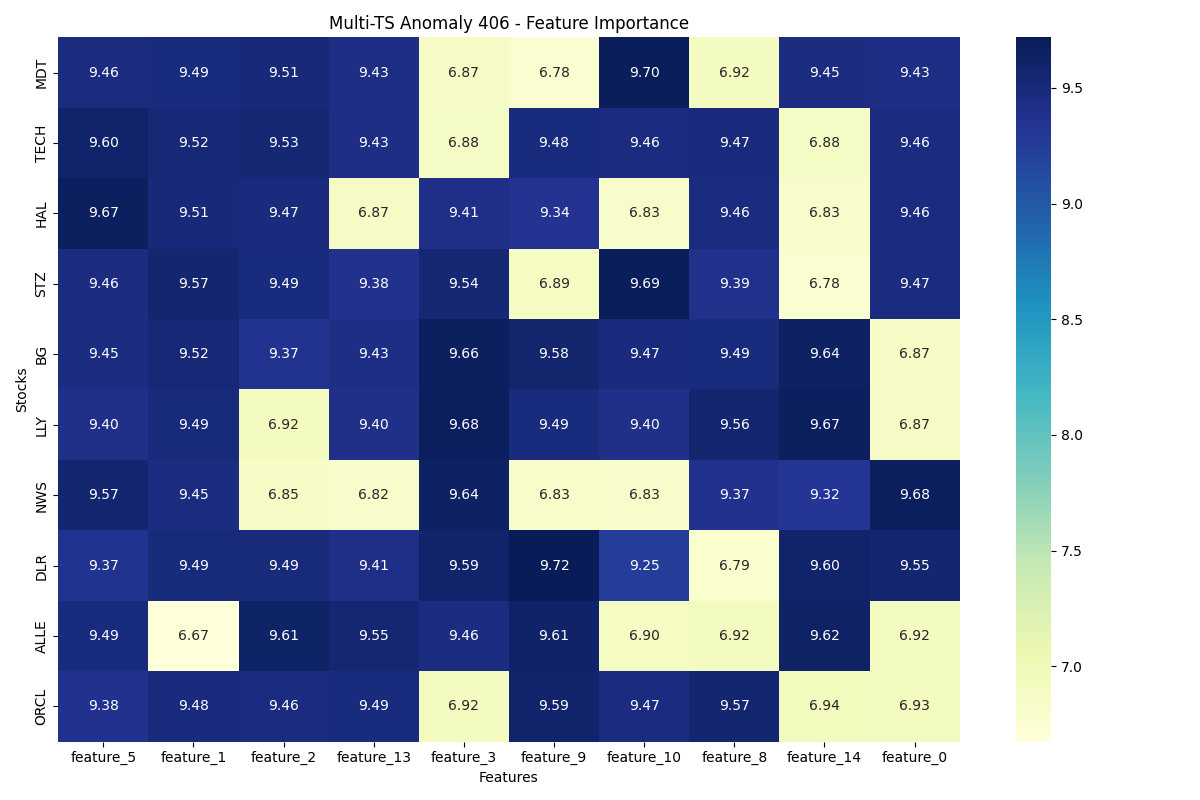 Multi-TS Anomaly 406 - Feature Importance
MDT 9.46 9.49 9.51 9.43 6.87 6.78 9.70 6.92 9.45 9.43
TECH 9.60 9.52 9.53 9.43 6.88 9.48 9.46 9.47 6.88 9.46
HAL 9.67 9.51 9.47 6.87 9.41 9.34 6.83 9.46 6.83 9.46
STZ 9.46 9.57 9.49 9.38 9.54 6.89 9.69 9.39 6.78 9.47
BG 9.45 9.52 9.37 9.43 9.66 9.58 9.47 9.49 9.64 6.87
LLY 9.40 9.49 6.92 9.40 9.68 9.49 9.40 9.56 9.67 6.87
NWS 9.57 9.45 6.85 6.82 9.64 6.83 6.83 9.37 9.32 9.68
DLR 9.37 9.49 9.49 9.41 9.59 9.72 9.25 6.79 9.60 9.55
ALLE 9.49 6.67 9.61 9.55 9.46 9.61 6.90 6.92 9.62 6.92
ORCL 9.38 9.48 9.46 9.49 6.92 9.59 9.47 9.57 6.94 6.93
Stocks
feature_5 feature_1 feature_2 feature_13 feature_3 feature_9 feature_10 feature_8 feature_14 feature_0
Features
9.5
9.0
8.5
8.0
7.5
7.0